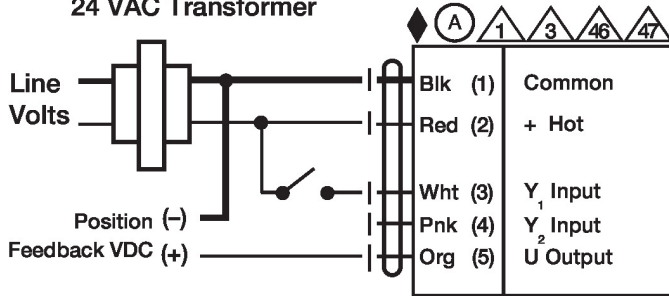 24 VAC Transformer
A 1 3 46 47
Line
Volts
Blk (1) Common
Red (2) + Hot
Wht (3) Y1 Input
Pnk (4) Y2 Input
Org (5) U Output
Position (–)
Feedback VDC (+)